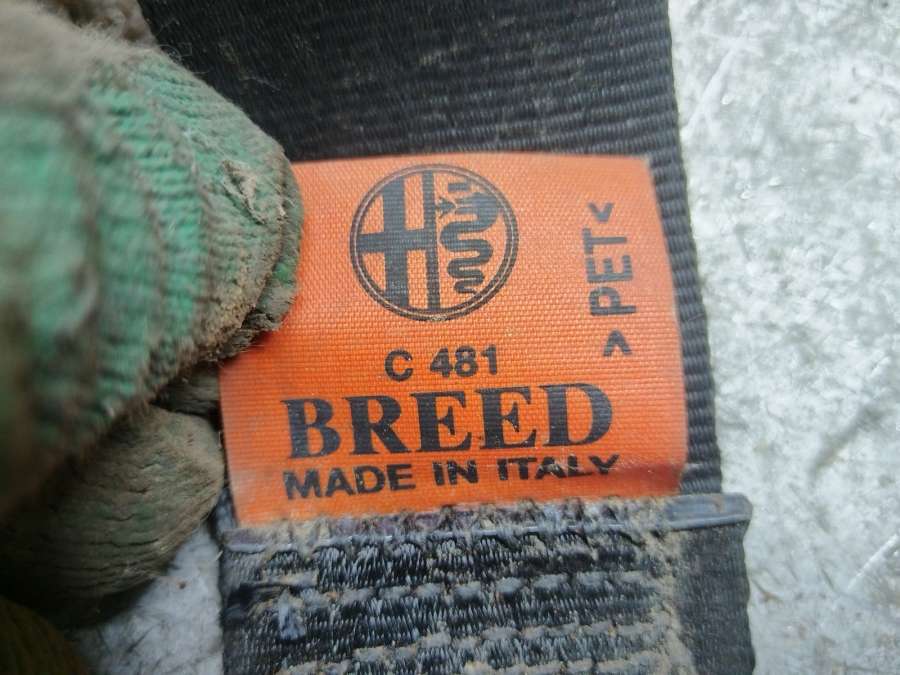 C 481
BREED
MADE IN ITALY
>PET<